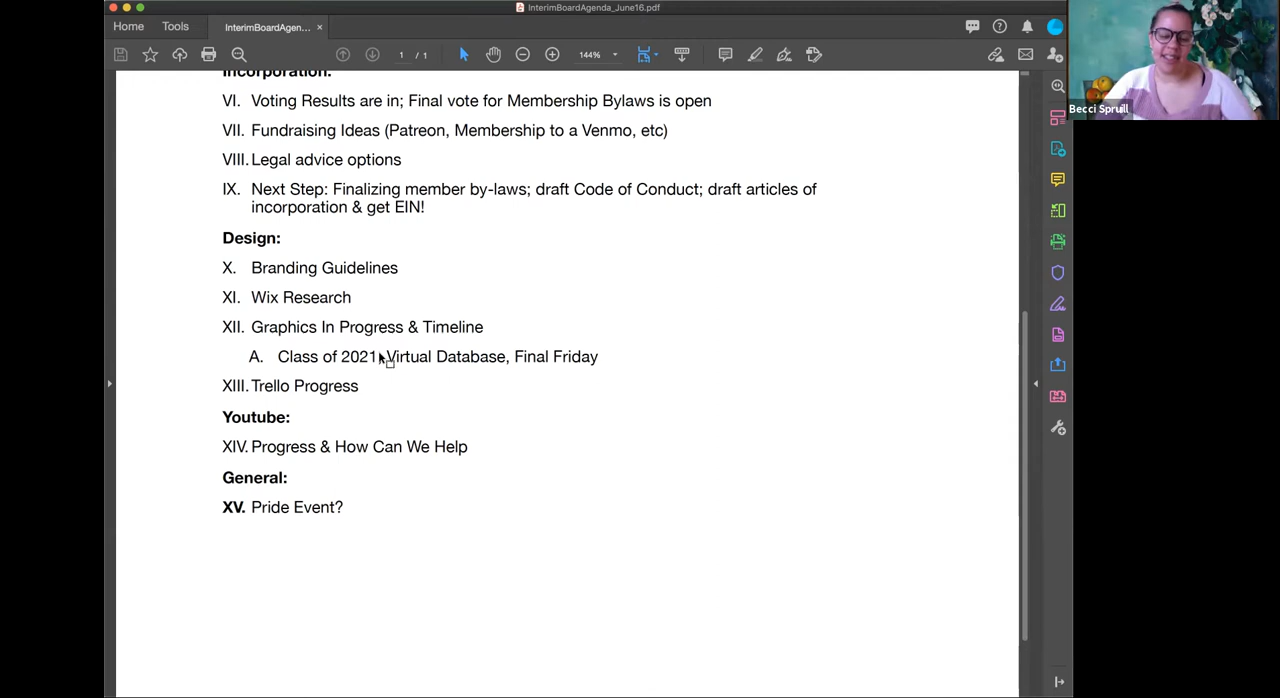 InterimBoardAgenda_June16.pdf
Home Tools InterimBoardAgen... ×
1 / 1 144%
Becci Spruill
Incorporation:
VI. Voting Results are in; Final vote for Membership Bylaws is open
VII. Fundraising Ideas (Patreon, Membership to a Venmo, etc)
VIII. Legal advice options
IX. Next Step: Finalizing member by-laws; draft Code of Conduct; draft articles of
incorporation & get EIN!
Design:
X. Branding Guidelines
XI. Wix Research
XII. Graphics In Progress & Timeline
A. Class of 2021, Virtual Database, Final Friday
XIII. Trello Progress
Youtube:
XIV. Progress & How Can We Help
General:
XV. Pride Event?